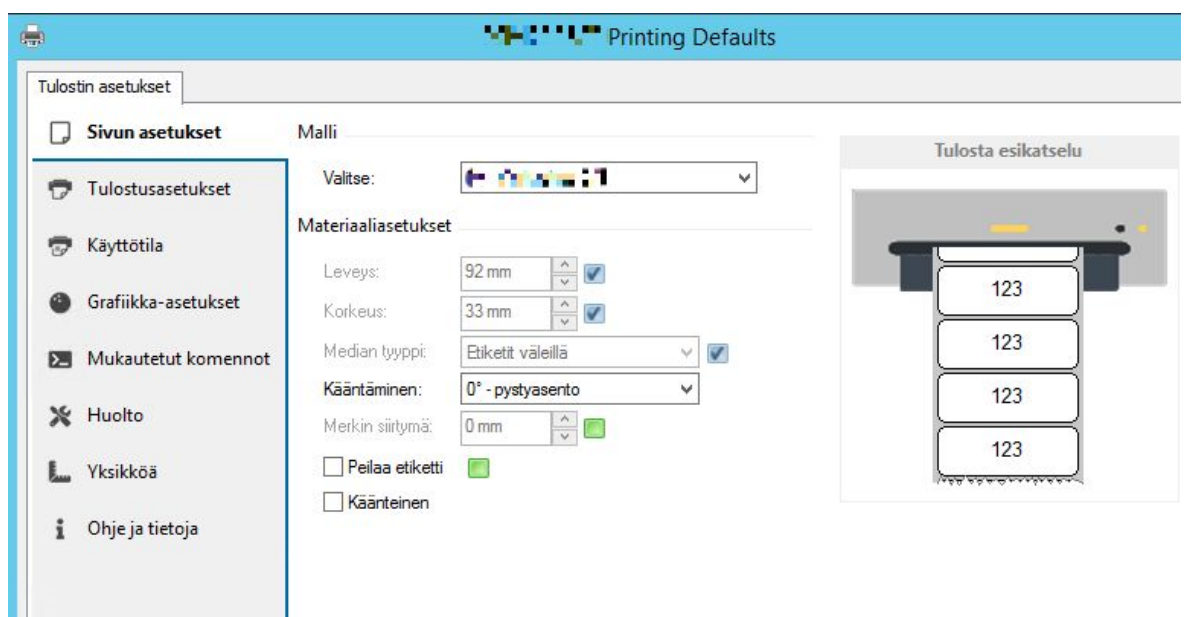 Printing Defaults
Tulostin asetukset
Sivun asetukset
Tulostusasetukset
Käyttötila
Grafiikka-asetukset
Mukautetut komennot
Huolto
Yksikköä
Ohje ja tietoja
Malli
Valitse:
Materiaaliasetukset
Leveys: 92 mm
Korkeus: 33 mm
Median tyyppi: Etiketit väleillä
Kääntäminen: 0° - pystyasento
Merkin siirtymä: 0 mm
Peilaa etiketti
Käänteinen
Tulosta esikatselu
123
123
123
123